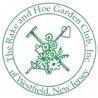 The Rake and Hoe Garden Club, Inc.
of Westfield, New Jersey